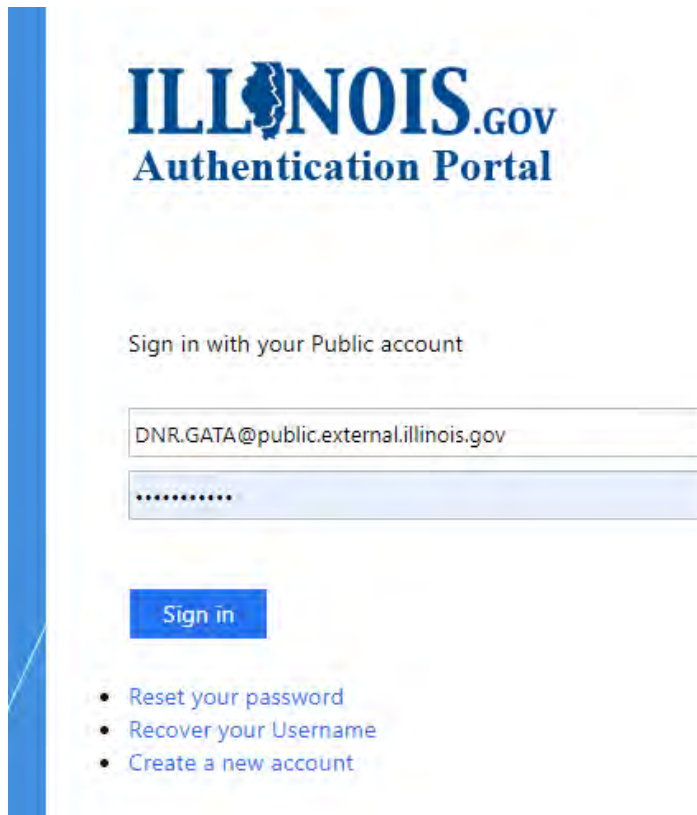 ILLINOIS.GOV
Authentication Portal
Sign in with your Public account
DNR.GATA@public.external.illinois.gov
•••••••••••
Sign in
Reset your password
Recover your Username
Create a new account